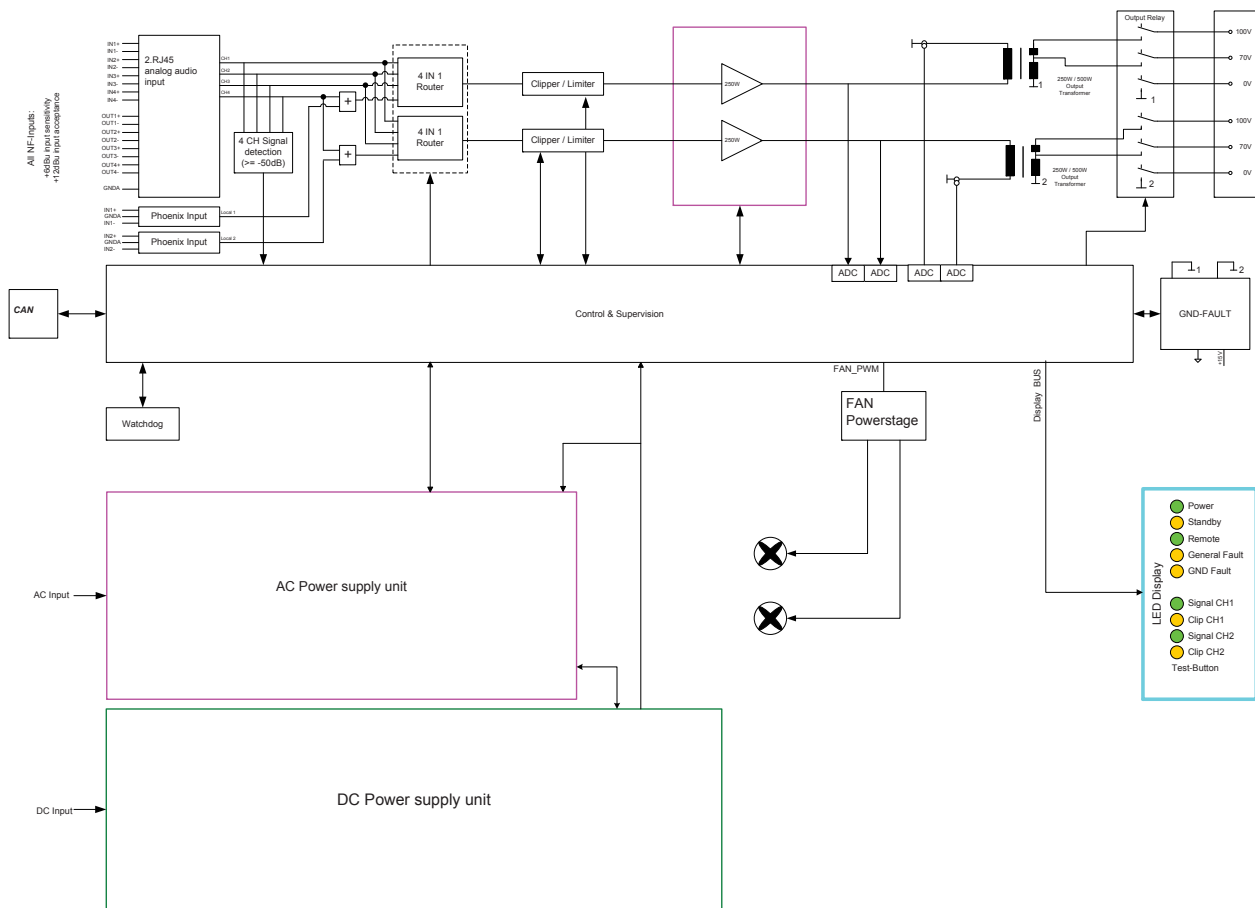 All NF-Inputs:
+6dBu input sensitivity
+12dBu input acceptance
IN1+
IN1-
IN2+
IN2-
IN3+
IN3-
IN4+
IN4-
OUT1+
OUT1-
OUT2+
OUT2-
OUT3+
OUT3-
OUT4+
OUT4-
GNDA
2.RJ45
analog audio
input
CH1
CH2
CH3
CH4
4 CH Signal
detection
(>= -50dB)
IN1+
GNDA
IN1-
Phoenix Input
Local 1
IN2+
GNDA
IN2-
Phoenix Input
Local 2
+
+
4 IN 1
Router
4 IN 1
Router
Clipper / Limiter
Clipper / Limiter
250W
250W
1
250W / 500W
Output
Transformer
2
250W / 500W
Output
Transformer
Output Relay
1
2
100V
70V
0V
100V
70V
0V
CAN
ADC
ADC
ADC
ADC
Control & Supervision
1
2
GND-FAULT
+15V
Watchdog
FAN_PWM
FAN
Powerstage
Display BUS
AC Input
AC Power supply unit
DC Input
DC Power supply unit
LED Display
Power
Standby
Remote
General Fault
GND Fault
Signal CH1
Clip CH1
Signal CH2
Clip CH2
Test-Button